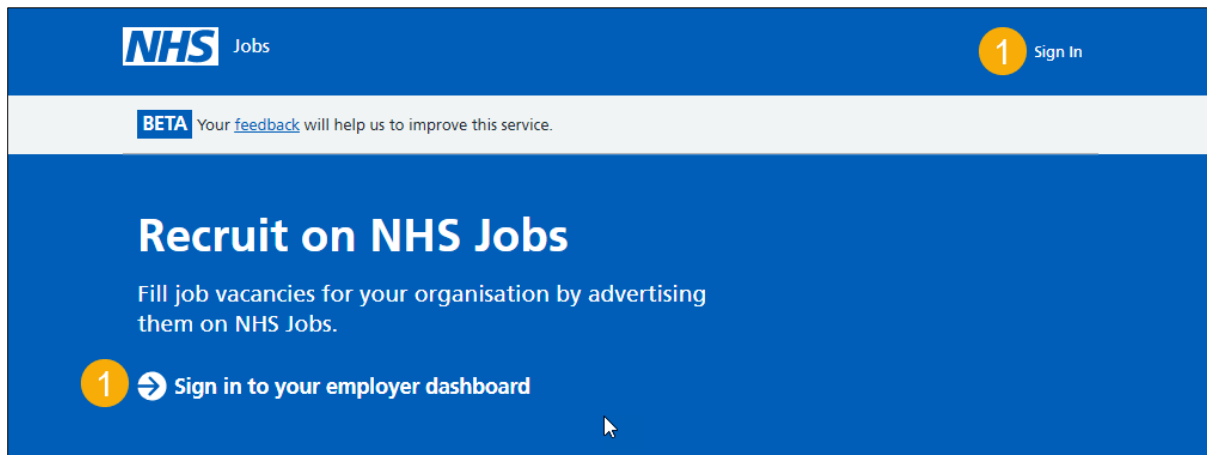 NHS Jobs
1 Sign In
BETA Your feedback will help us to improve this service.
Recruit on NHS Jobs
Fill job vacancies for your organisation by advertising
them on NHS Jobs.
1 Sign in to your employer dashboard